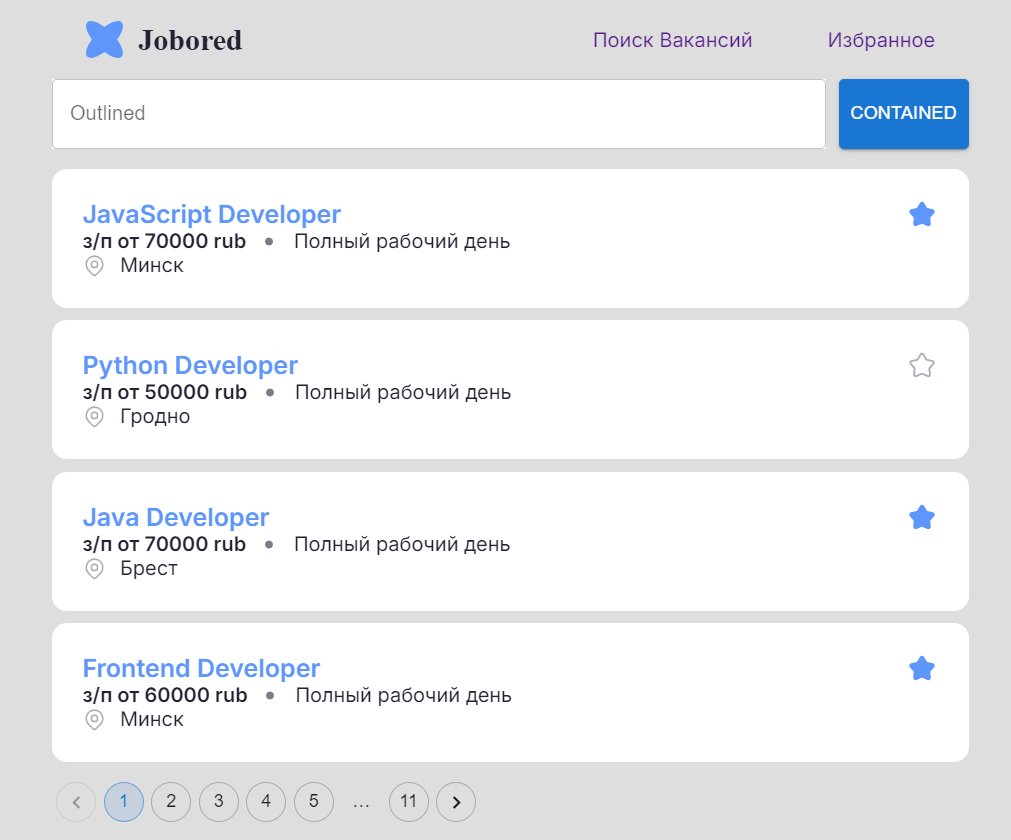 Jobored Поиск Вакансий Избранное
Outlined CONTAINED
JavaScript Developer
з/п от 70000 rub • Полный рабочий день
Минск
Python Developer
з/п от 50000 rub • Полный рабочий день
Гродно
Java Developer
з/п от 70000 rub • Полный рабочий день
Брест
Frontend Developer
з/п от 60000 rub • Полный рабочий день
Минск
1 2 3 4 5 ... 11